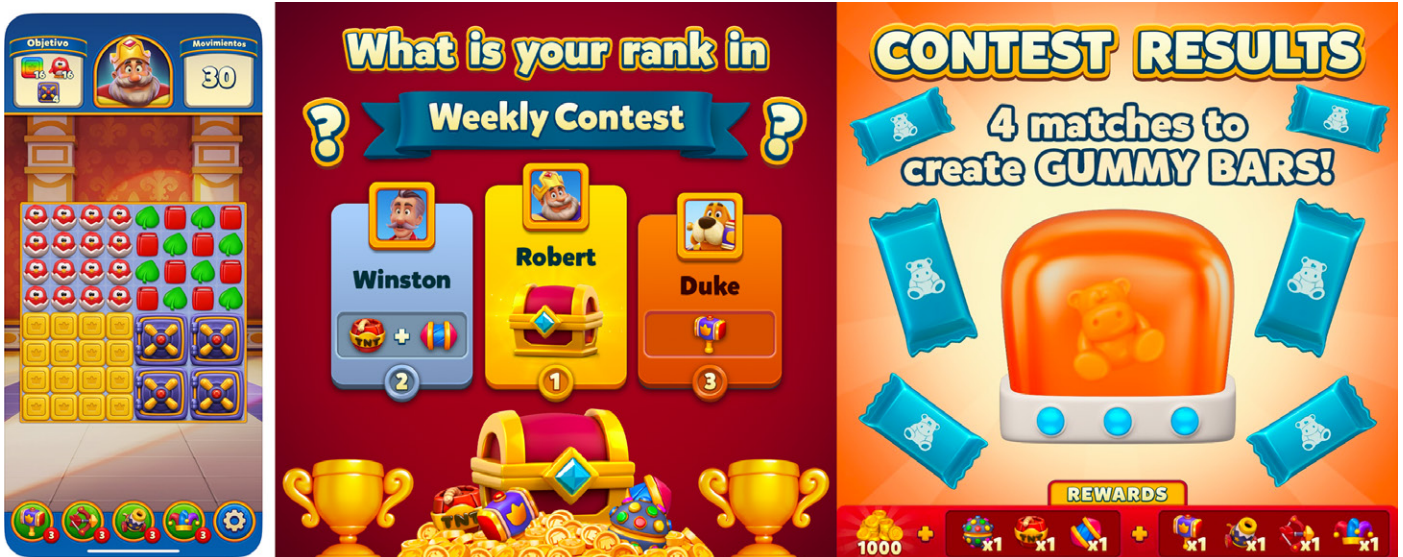 Objetivo
16
16
4
Movimientos
30
3
3
3
3
What is your rank in
? Weekly Contest ?
Winston
TNT +
2
Robert
1
Duke
3
TNT
CONTEST RESULTS
4 matches to
create GUMMY BARS!
REWARDS
1000 + x1 TNT x1 x1 + x1 x1 x1 x1